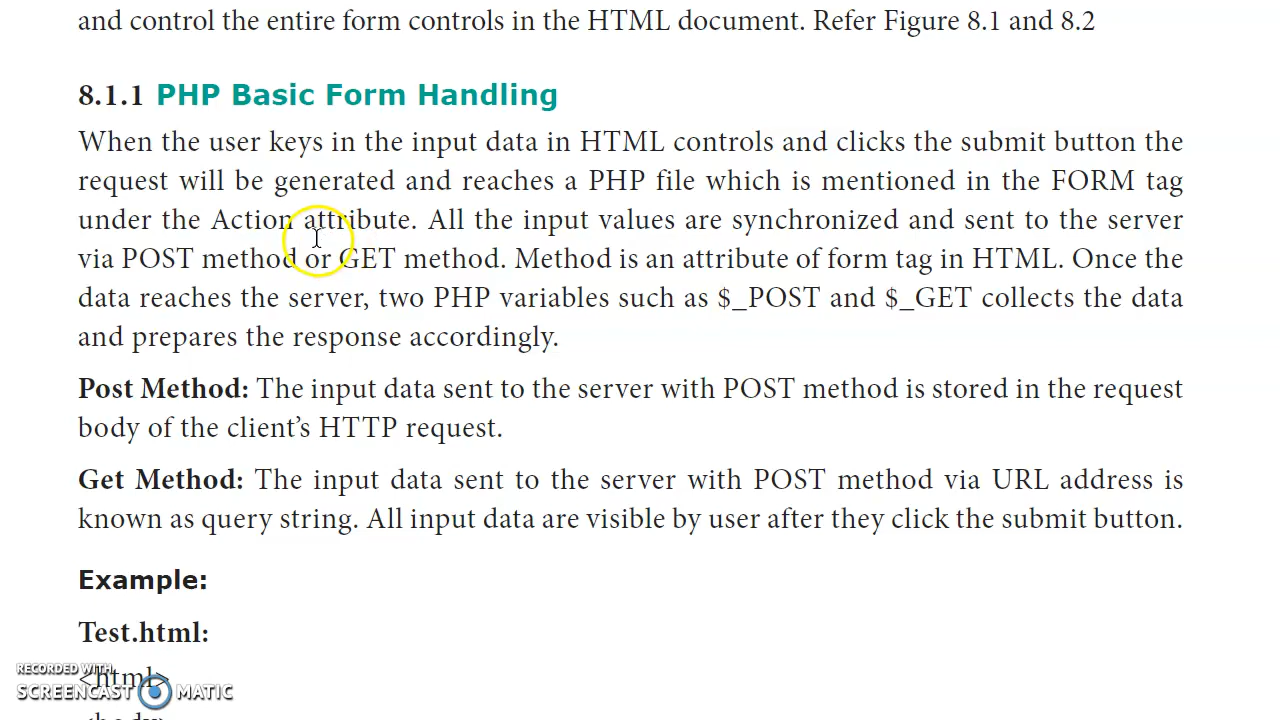 and control the entire form controls in the HTML document. Refer Figure 8.1 and 8.2
8.1.1 PHP Basic Form Handling
When the user keys in the input data in HTML controls and clicks the submit button the
request will be generated and reaches a PHP file which is mentioned in the FORM tag
under the Action attribute. All the input values are synchronized and sent to the server
via POST method or GET method. Method is an attribute of form tag in HTML. Once the
data reaches the server, two PHP variables such as $_POST and $_GET collects the data
and prepares the response accordingly.
Post Method: The input data sent to the server with POST method is stored in the request
body of the client's HTTP request.
Get Method: The input data sent to the server with POST method via URL address is
known as query string. All input data are visible by user after they click the submit button.
Example:
Test.html:
<html>
RECORDED WITH
SCREENCAST MATIC
<body>